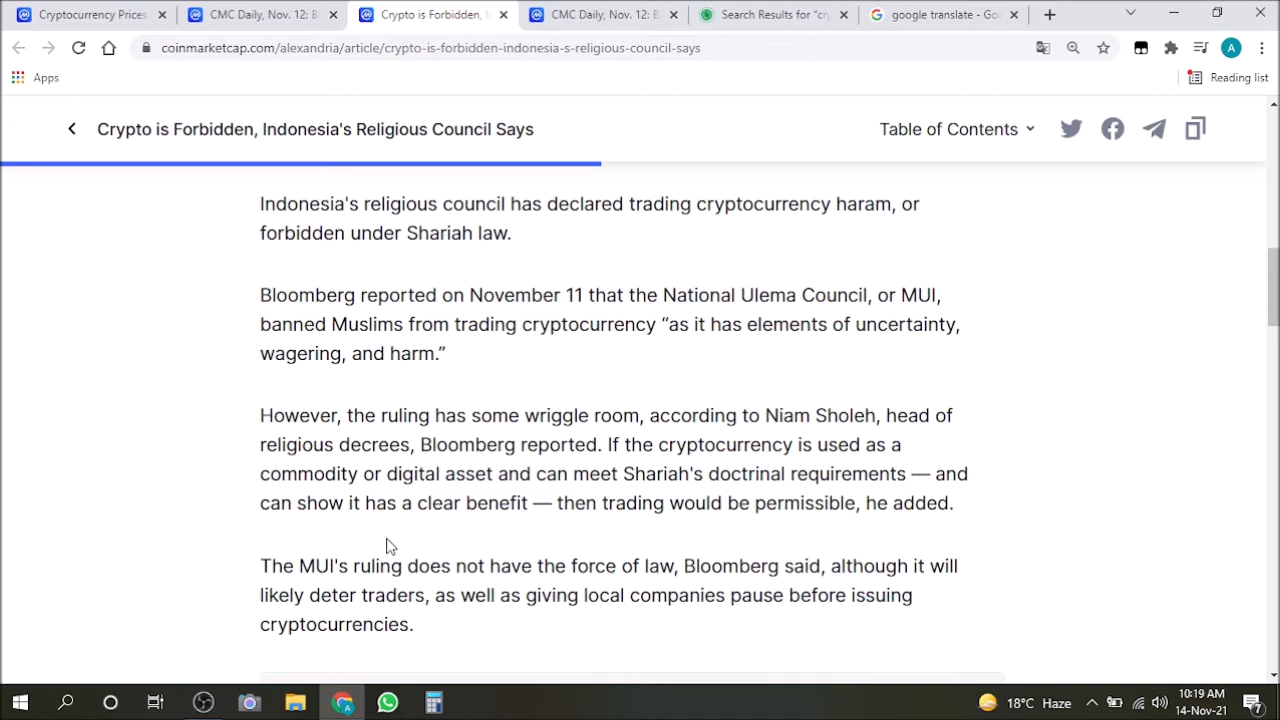 Cryptocurrency Prices,
CMC Daily, Nov. 12: B
Crypto is Forbidden, I
CMC Daily, Nov. 12: B
Search Results for "cry
google translate - Goo
coinmarketcap.com/alexandria/article/crypto-is-forbidden-indonesia-s-religious-council-says
A
Apps
Reading list
Crypto is Forbidden, Indonesia's Religious Council Says
Table of Contents
Indonesia's religious council has declared trading cryptocurrency haram, or
forbidden under Shariah law.
Bloomberg reported on November 11 that the National Ulema Council, or MUI,
banned Muslims from trading cryptocurrency “as it has elements of uncertainty,
wagering, and harm.”
However, the ruling has some wriggle room, according to Niam Sholeh, head of
religious decrees, Bloomberg reported. If the cryptocurrency is used as a
commodity or digital asset and can meet Shariah's doctrinal requirements — and
can show it has a clear benefit — then trading would be permissible, he added.
The MUI's ruling does not have the force of law, Bloomberg said, although it will
likely deter traders, as well as giving local companies pause before issuing
cryptocurrencies.
18°C Haze
10:19 AM
14-Nov-21
7